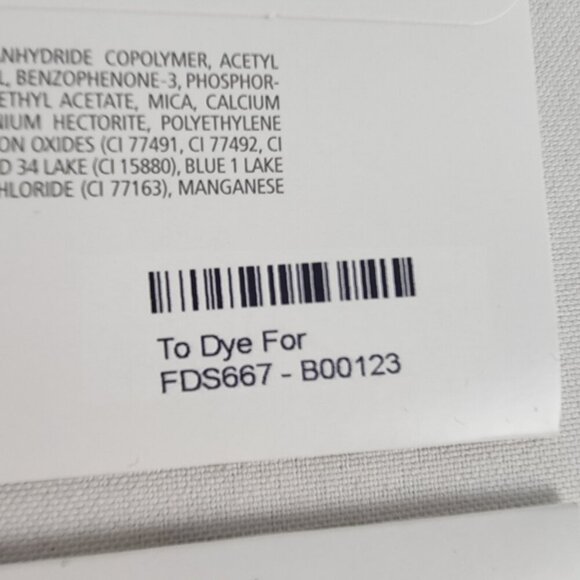 ANHYDRIDE COPOLYMER, ACETYL
BENZOPHENONE-3, PHOSPHOR-
ETHYL ACETATE, MICA, CALCIUM
NIUM HECTORITE, POLYETHYLENE
ON OXIDES (CI 77491, CI 77492, CI
D 34 LAKE (CI 15880), BLUE 1 LAKE
HLORIDE (CI 77163), MANGANESE
To Dye For
FDS667 - B00123